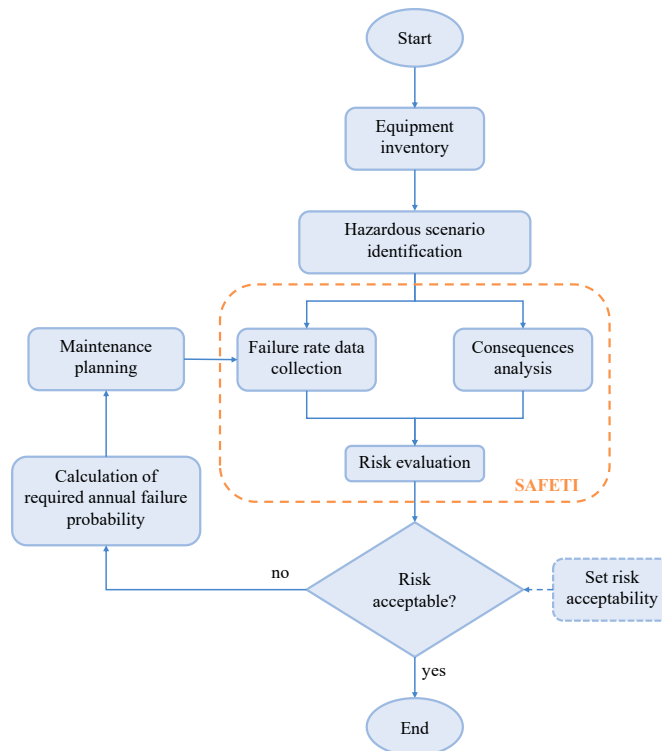 Start
Equipment
inventory
Hazardous scenario
identification
Maintenance
planning
Failure rate data
collection
Consequences
analysis
Calculation of
required annual failure
probability
Risk evaluation
SAFETI
no
Risk
acceptable?
Set risk
acceptability
yes
End